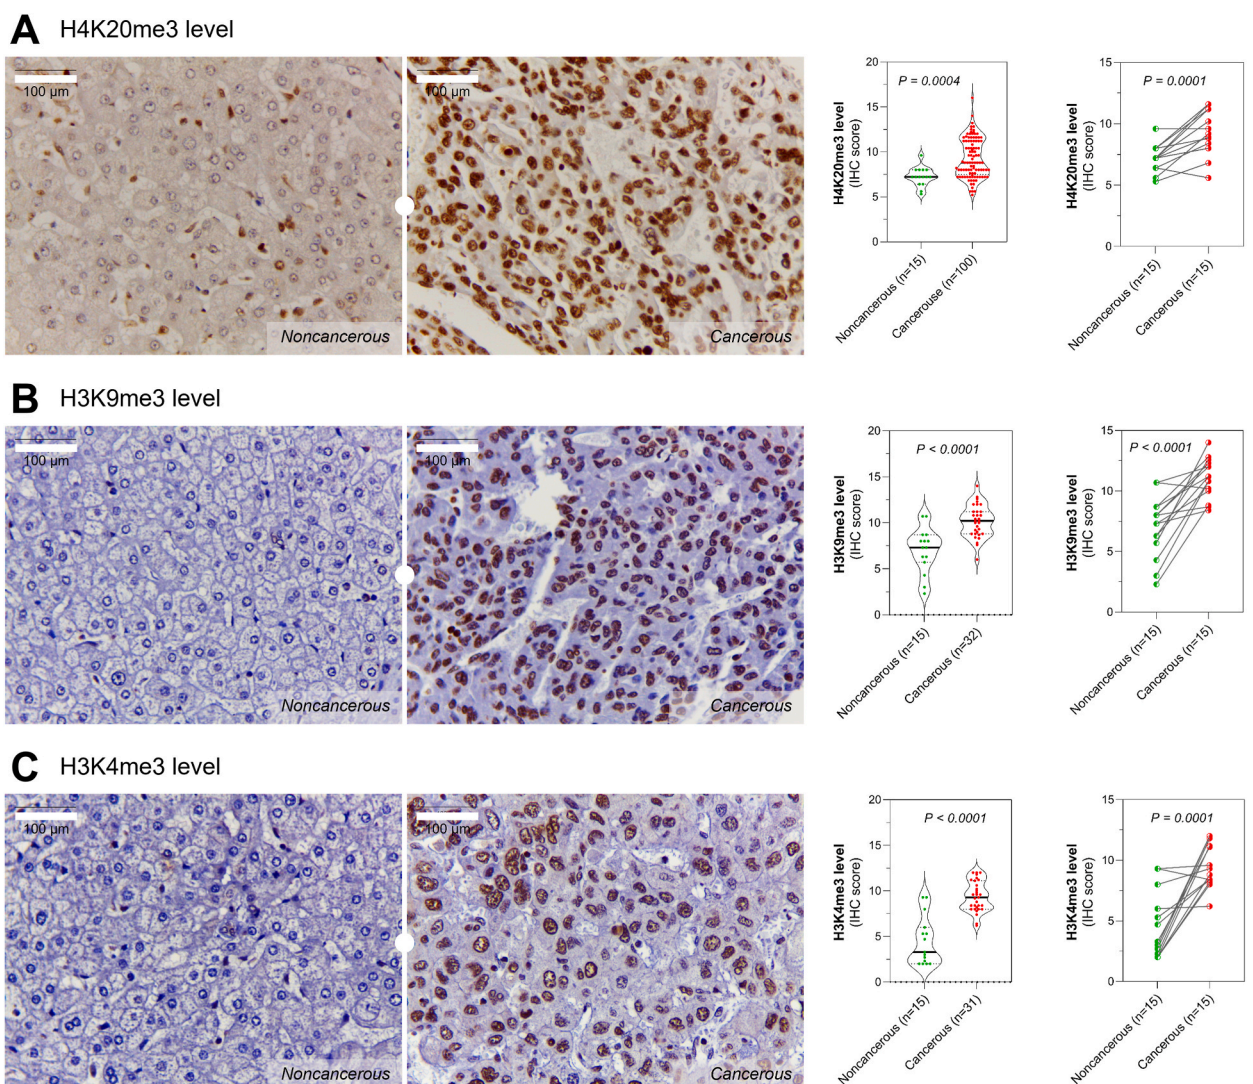 A H4K20me3 level
100 µm
Noncancerous
100 µm
Cancerous
H4K20me3 level
(IHC score)
20
15
10
5
0
P = 0.0004
Noncancerous (n=15)
Cancerouse (n=100)
H4K20me3 level
(IHC score)
15
10
5
0
P = 0.0001
Noncancerous (n=15)
Cancerous (n=15)
B H3K9me3 level
100 µm
Noncancerous
100 µm
Cancerous
H3K9me3 level
(IHC score)
20
15
10
5
0
P < 0.0001
Noncancerous (n=15)
Cancerous (n=32)
H3K9me3 level
(IHC score)
15
10
5
0
P < 0.0001
Noncancerous (n=15)
Cancerous (n=15)
C H3K4me3 level
100 µm
Noncancerous
100 µm
Cancerous
H3K4me3 level
(IHC score)
20
15
10
5
0
P < 0.0001
Noncancerous (n=15)
Cancerous (n=31)
H3K4me3 level
(IHC score)
15
10
5
0
P = 0.0001
Noncancerous (n=15)
Cancerous (n=15)